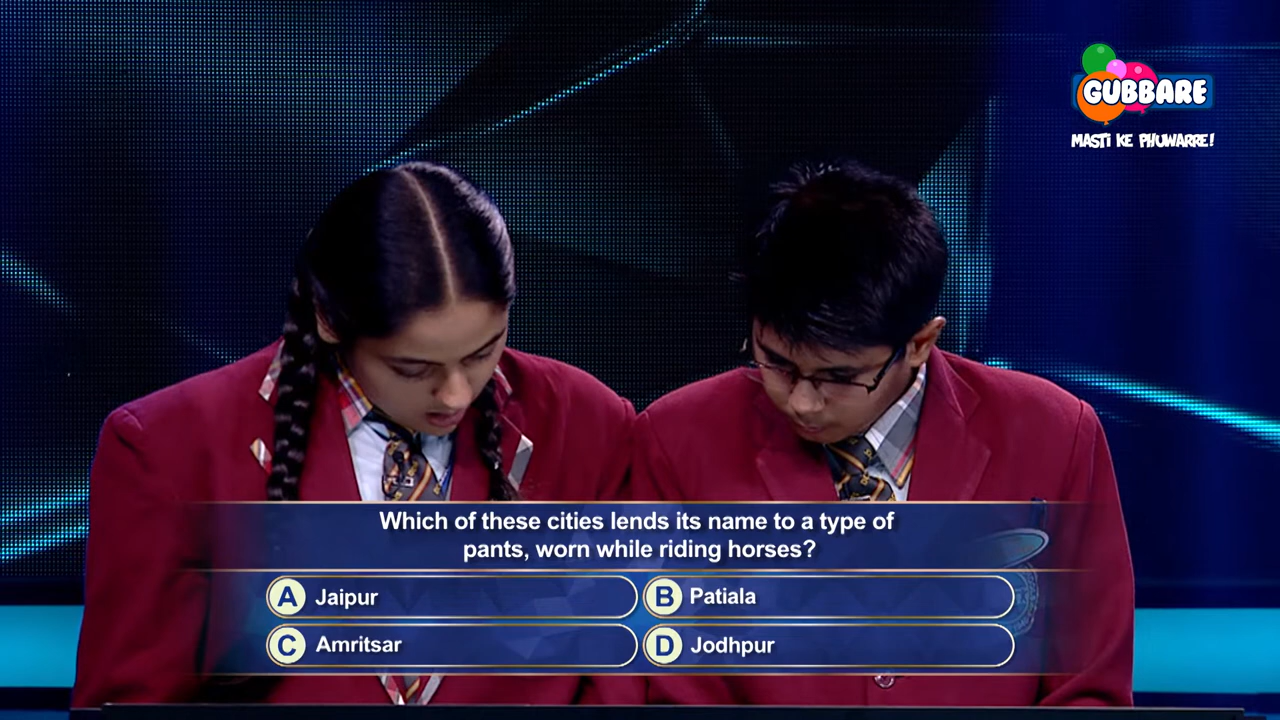 GUBBARE
MASTI KE PHUWARRE!
Which of these cities lends its name to a type of
pants, worn while riding horses?
A Jaipur
B Patiala
C Amritsar
D Jodhpur